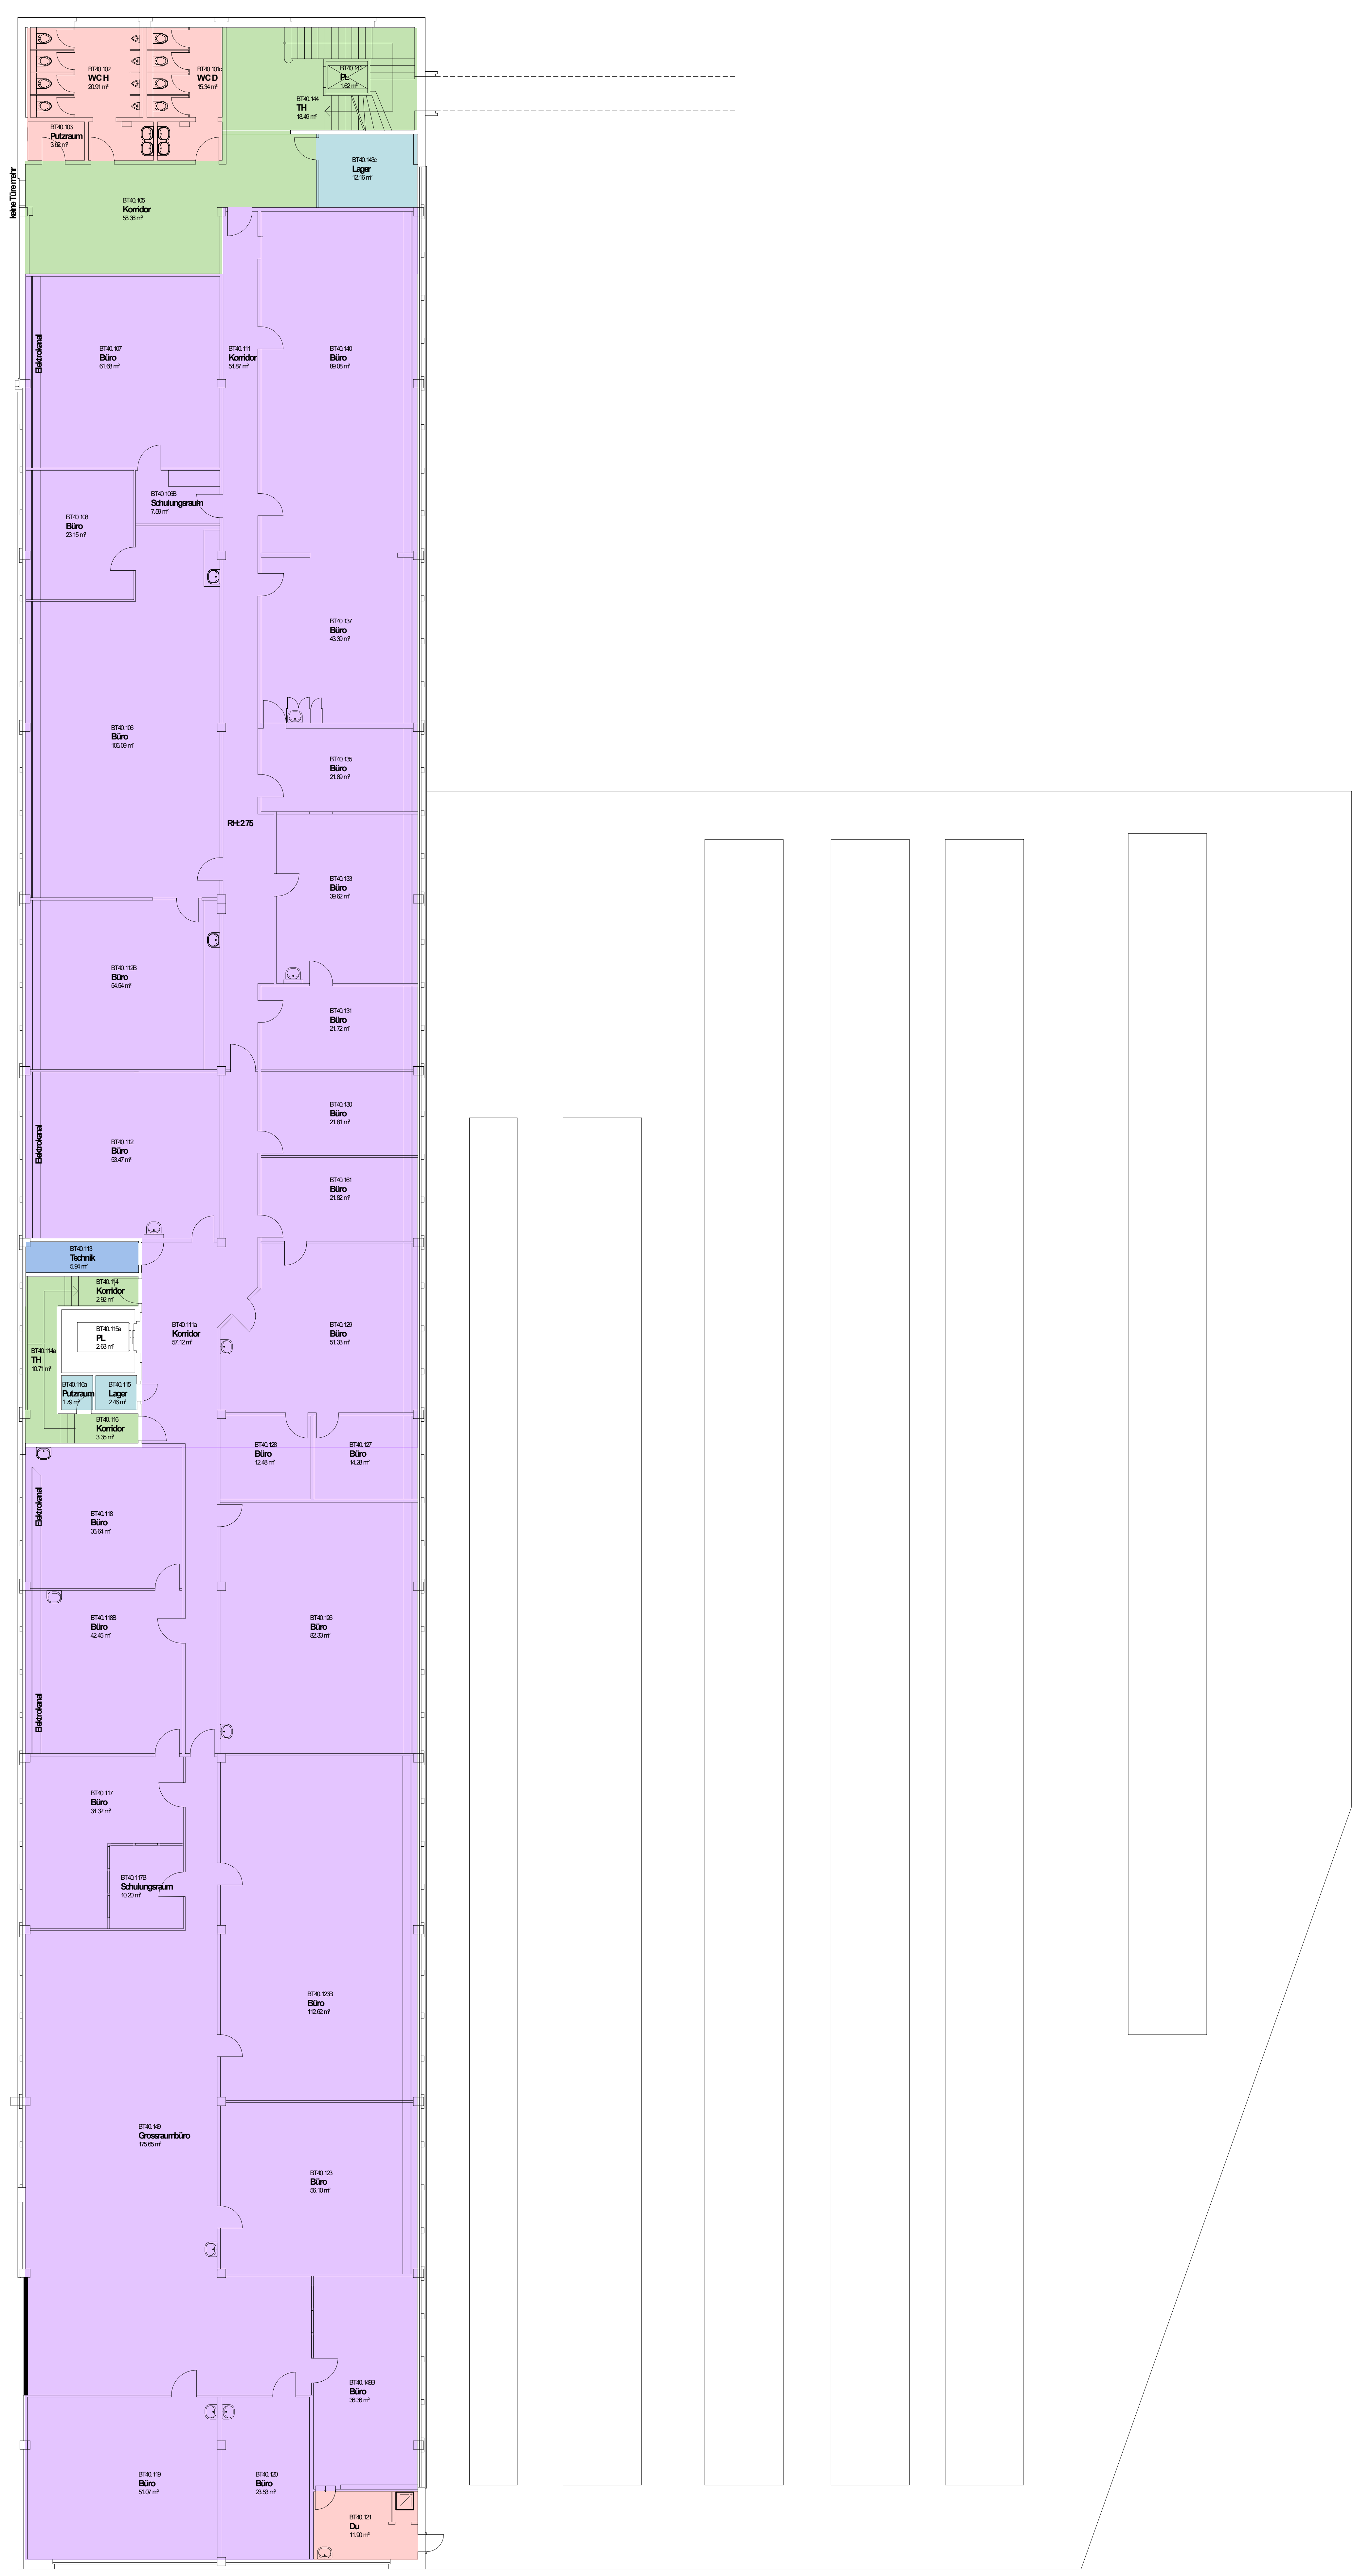 BT40.102
WC H
20.91 m²
BT40.101c
WC D
15.34 m²
BT40.141
PL
1.62 m²
BT40.144
TH
18.49 m²
BT40.103
Putzraum
3.62 m²
BT40.143c
Lager
12.16 m²
keine Türe mehr
BT40.105
Korridor
58.36 m²
Elektrokanal
BT40.107
Büro
61.68 m²
BT40.111
Korridor
54.87 m²
BT40.140
Büro
89.08 m²
Schulungsraum
7.59 m²
Büro
23.15 m²
BT40.137
Büro
43.39 m²
BT40.106
Büro
106.09 m²
BT40.135
Büro
21.89 m²
RH: 2.75
BT40.133
Büro
39.62 m²
BT40.112B
Büro
54.54 m²
BT40.131
Büro
21.72 m²
BT40.130
Büro
21.81 m²
Elektrokanal
BT40.112
Büro
53.47 m²
BT40.161
Büro
21.82 m²
BT40.113
Technik
5.94 m²
BT40.114
Korridor
2.92 m²
BT40.115a
PL
2.63 m²
BT40.111a
Korridor
57.12 m²
BT40.129
Büro
51.33 m²
BT40.114a
TH
10.71 m²
BT40.116a
Putzraum
1.79 m²
BT40.115
Lager
2.46 m²
BT40.116
Korridor
3.35 m²
BT40.128
Büro
12.48 m²
BT40.127
Büro
14.28 m²
Elektrokanal
BT40.118
Büro
36.64 m²
BT40.118B
Büro
42.45 m²
BT40.126
Büro
82.33 m²
Elektrokanal
BT40.117
Büro
34.32 m²
BT40.117B
Schulungsraum
10.20 m²
BT40.123B
Büro
112.62 m²
BT40.149
Grossraumbüro
175.65 m²
BT40.123
Büro
56.10 m²
BT40.149B
Büro
36.36 m²
BT40.119
Büro
51.07 m²
BT40.120
Büro
23.53 m²
BT40.121
Du
11.90 m²